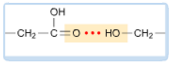 OH
—CH₂—C=O ••• HO—CH₂—